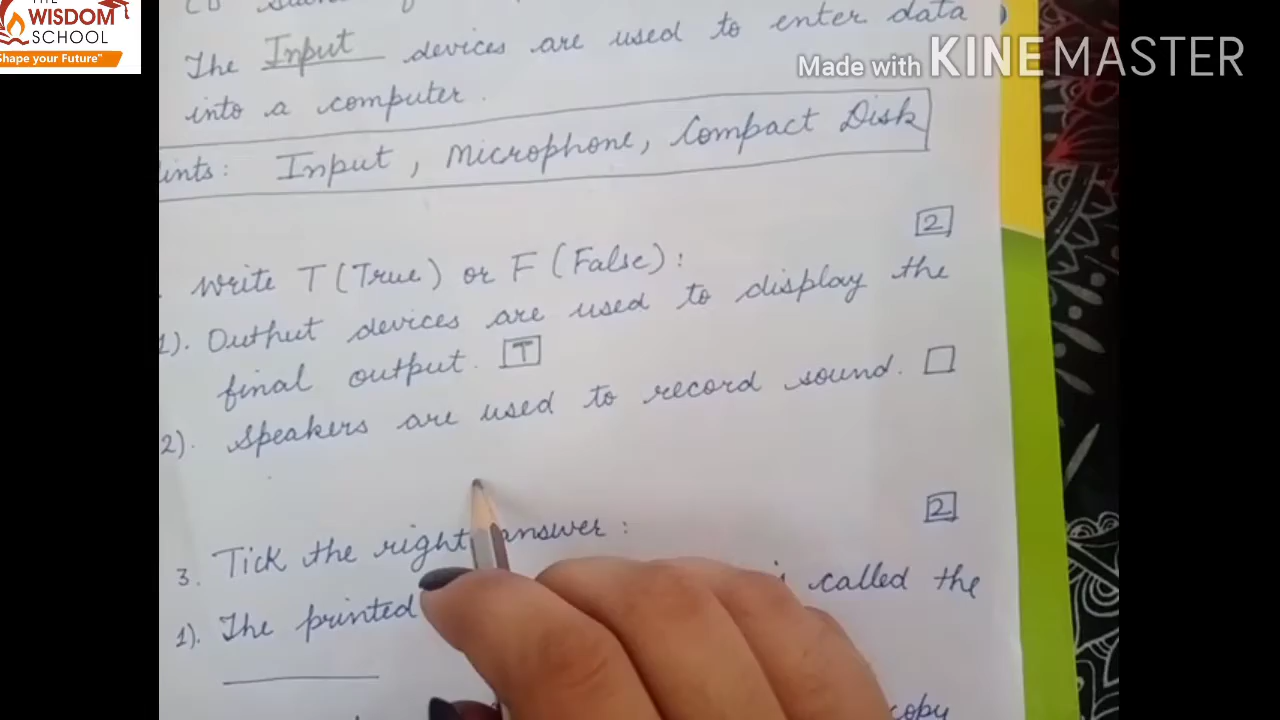 THE
WISDOM
SCHOOL
Shape your Future"
Made with KINEMASTER
CD
The Input devices are used to enter data
into a computer.
ints: Input, Microphone, Compact Disk
2
. Write T (True) or F (False):
1). Output devices are used to display the
final output. T
2). Speakers are used to record sound.
2
3. Tick the right answer:
1). The printed called the
copy